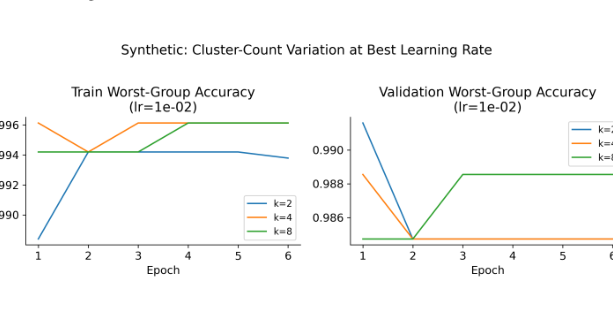 Synthetic: Cluster-Count Variation at Best Learning Rate
Train Worst-Group Accuracy
(lr=1e-02)
996
994
992
990
k=2
k=4
k=8
1 2 3 4 5 6
Epoch
Validation Worst-Group Accuracy
(lr=1e-02)
0.990
0.988
0.986
k=
k=
k=
1 2 3 4 5 6
Epoch